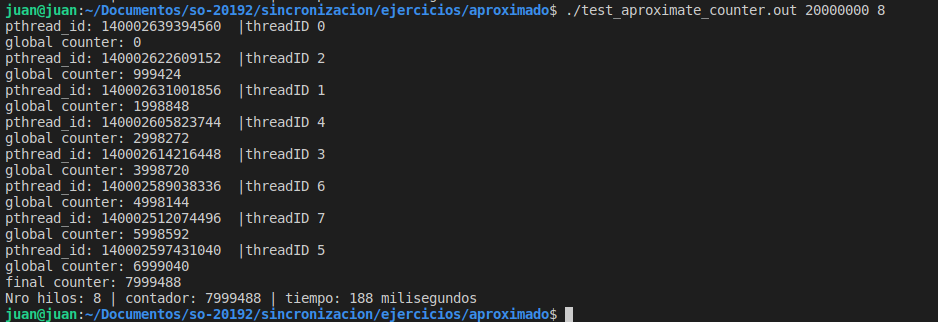 juan@juan:~/Documentos/so-20192/sincronizacion/ejercicios/aproximado$ ./test_aproximate_counter.out 20000000 8
pthread_id: 140002639394560  |threadID 0
global counter: 0
pthread_id: 140002622609152  |threadID 2
global counter: 999424
pthread_id: 140002631001856  |threadID 1
global counter: 1998848
pthread_id: 140002605823744  |threadID 4
global counter: 2998272
pthread_id: 140002614216448  |threadID 3
global counter: 3998720
pthread_id: 140002589038336  |threadID 6
global counter: 4998144
pthread_id: 140002512074496  |threadID 7
global counter: 5998592
pthread_id: 140002597431040  |threadID 5
global counter: 6999040
final counter: 7999488
Nro hilos: 8 | contador: 7999488 | tiempo: 188 milisegundos
juan@juan:~/Documentos/so-20192/sincronizacion/ejercicios/aproximado$